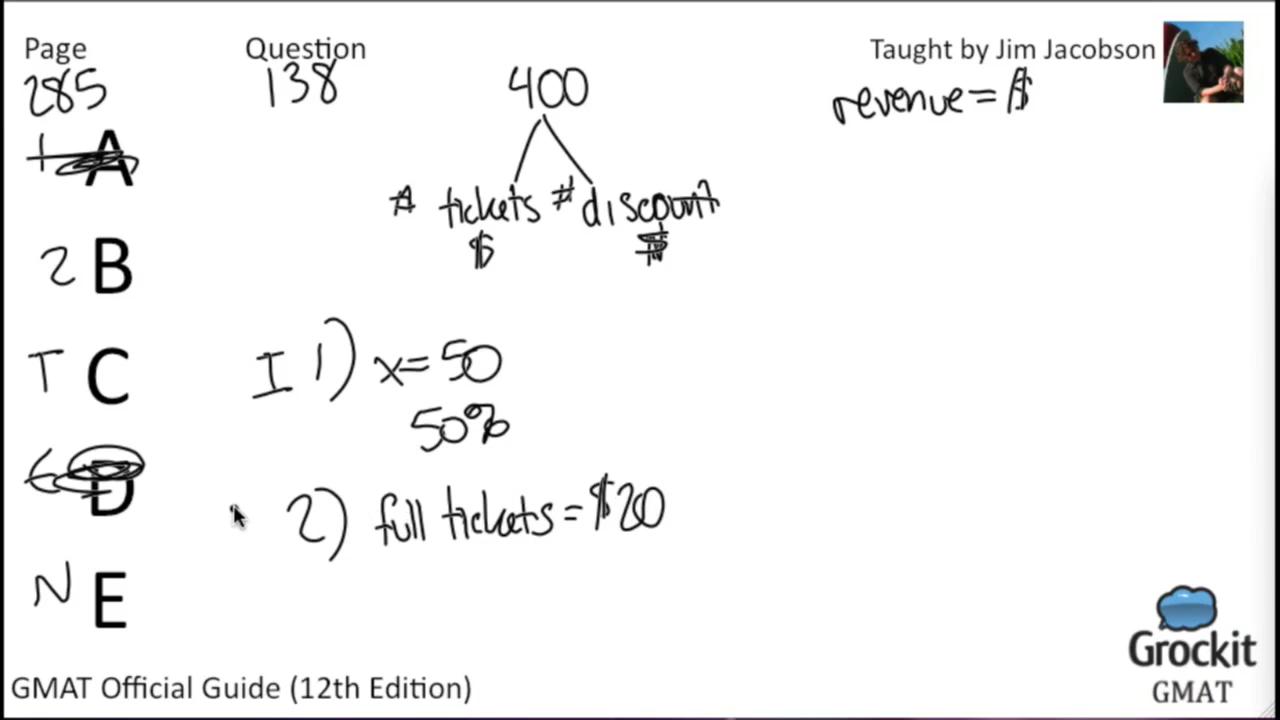 Page Question Taught by Jim Jacobson
285 138 400 revenue = $
1 A
# tickets # discount
$ $
2 B
I 1) x = 50
T C
50%
E D
2) full tickets = $20
N E
Grockit
GMAT
GMAT Official Guide (12th Edition)